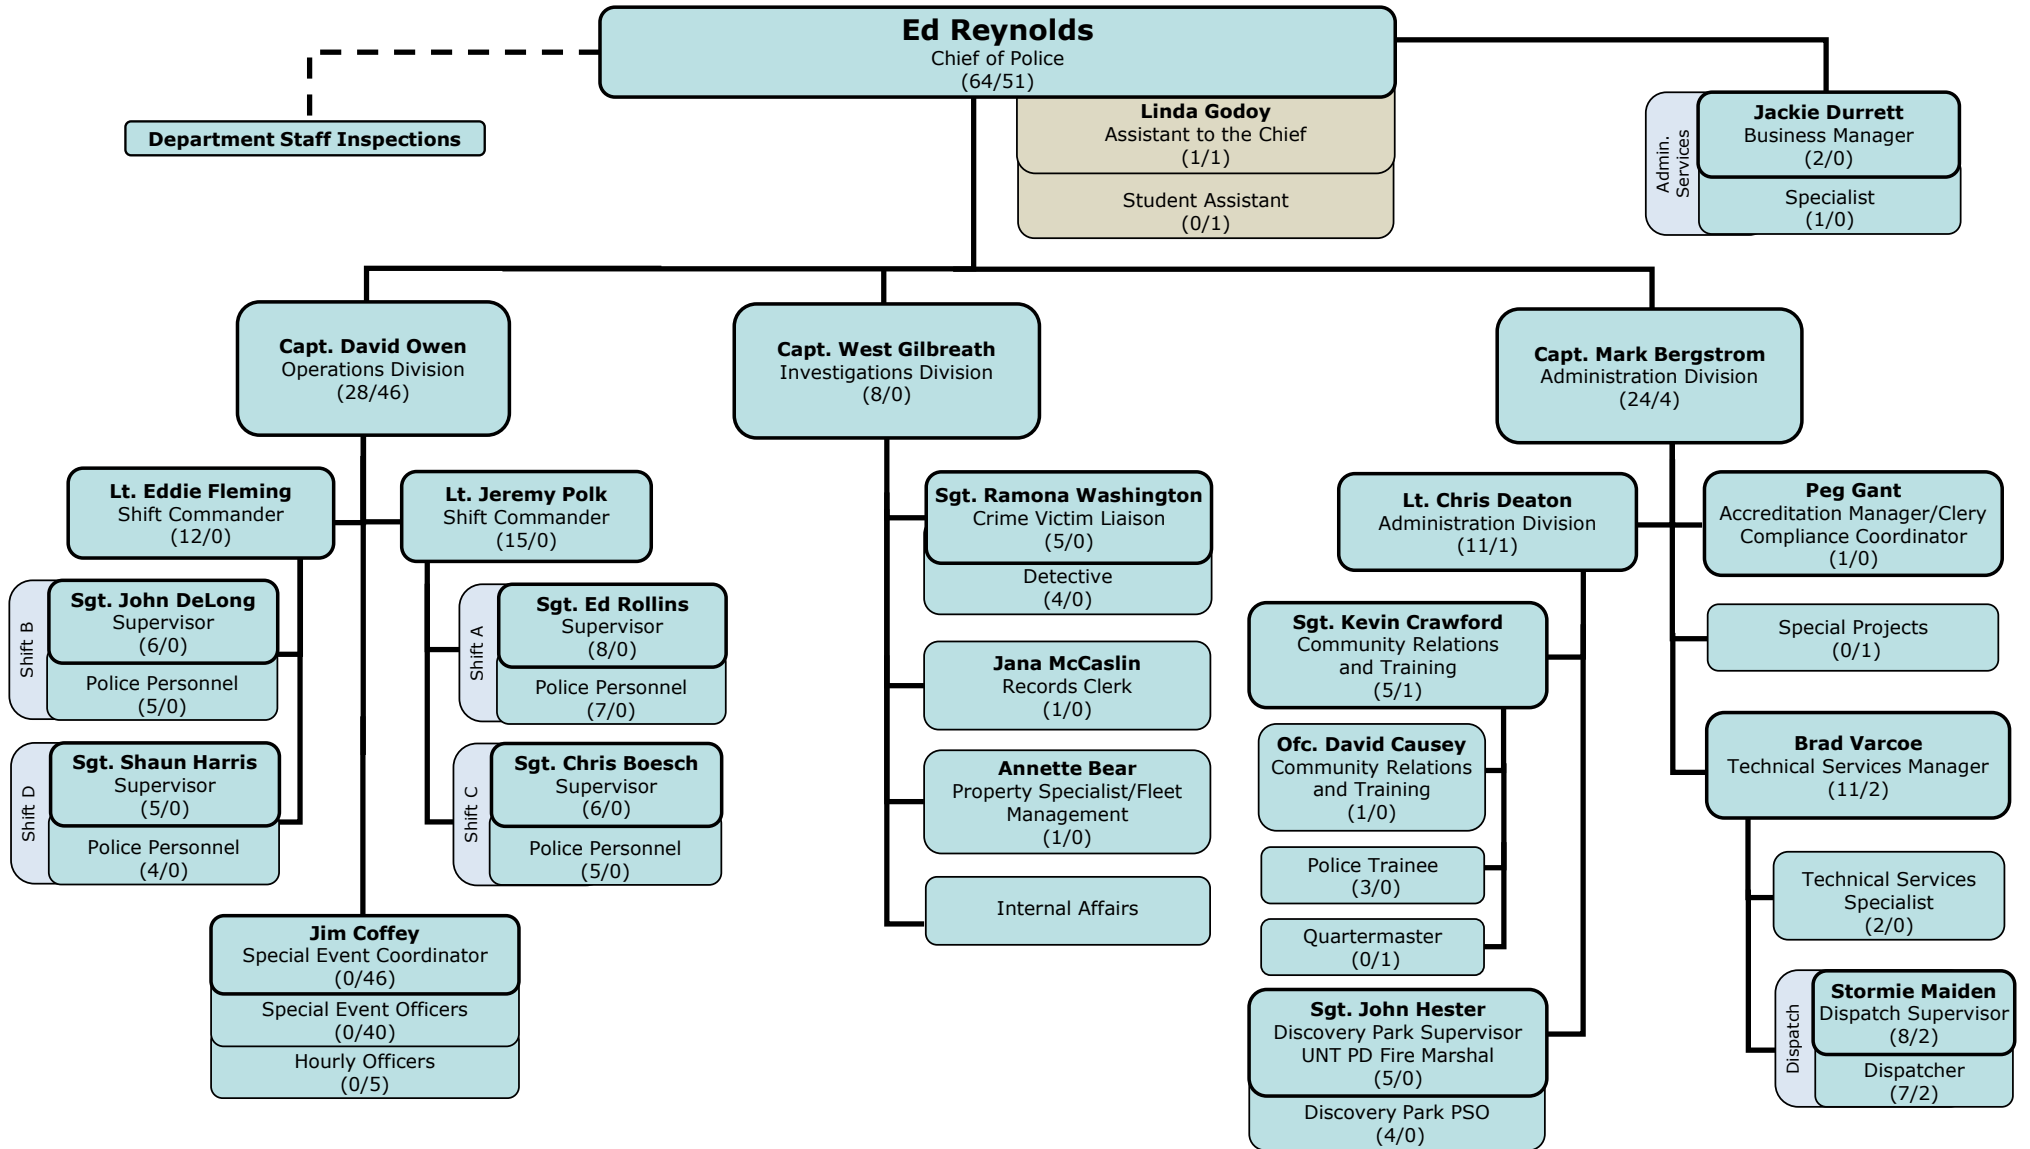 Ed Reynolds
Chief of Police
(64/51)
Linda Godoy
Assistant to the Chief
(1/1)
Student Assistant
(0/1)
Department Staff Inspections
Admin.
Services
Jackie Durrett
Business Manager
(2/0)
Specialist
(1/0)
Capt. David Owen
Operations Division
(28/46)
Capt. West Gilbreath
Investigations Division
(8/0)
Capt. Mark Bergstrom
Administration Division
(24/4)
Lt. Eddie Fleming
Shift Commander
(12/0)
Lt. Jeremy Polk
Shift Commander
(15/0)
Shift B
Sgt. John DeLong
Supervisor
(6/0)
Police Personnel
(5/0)
Shift A
Sgt. Ed Rollins
Supervisor
(8/0)
Police Personnel
(7/0)
Shift D
Sgt. Shaun Harris
Supervisor
(5/0)
Police Personnel
(4/0)
Shift C
Sgt. Chris Boesch
Supervisor
(6/0)
Police Personnel
(5/0)
Jim Coffey
Special Event Coordinator
(0/46)
Special Event Officers
(0/40)
Hourly Officers
(0/5)
Sgt. Ramona Washington
Crime Victim Liaison
(5/0)
Detective
(4/0)
Jana McCaslin
Records Clerk
(1/0)
Annette Bear
Property Specialist/Fleet
Management
(1/0)
Internal Affairs
Lt. Chris Deaton
Administration Division
(11/1)
Sgt. Kevin Crawford
Community Relations
and Training
(5/1)
Ofc. David Causey
Community Relations
and Training
(1/0)
Police Trainee
(3/0)
Quartermaster
(0/1)
Sgt. John Hester
Discovery Park Supervisor
UNT PD Fire Marshal
(5/0)
Discovery Park PSO
(4/0)
Peg Gant
Accreditation Manager/Clery
Compliance Coordinator
(1/0)
Special Projects
(0/1)
Brad Varcoe
Technical Services Manager
(11/2)
Technical Services
Specialist
(2/0)
Dispatch
Stormie Maiden
Dispatch Supervisor
(8/2)
Dispatcher
(7/2)